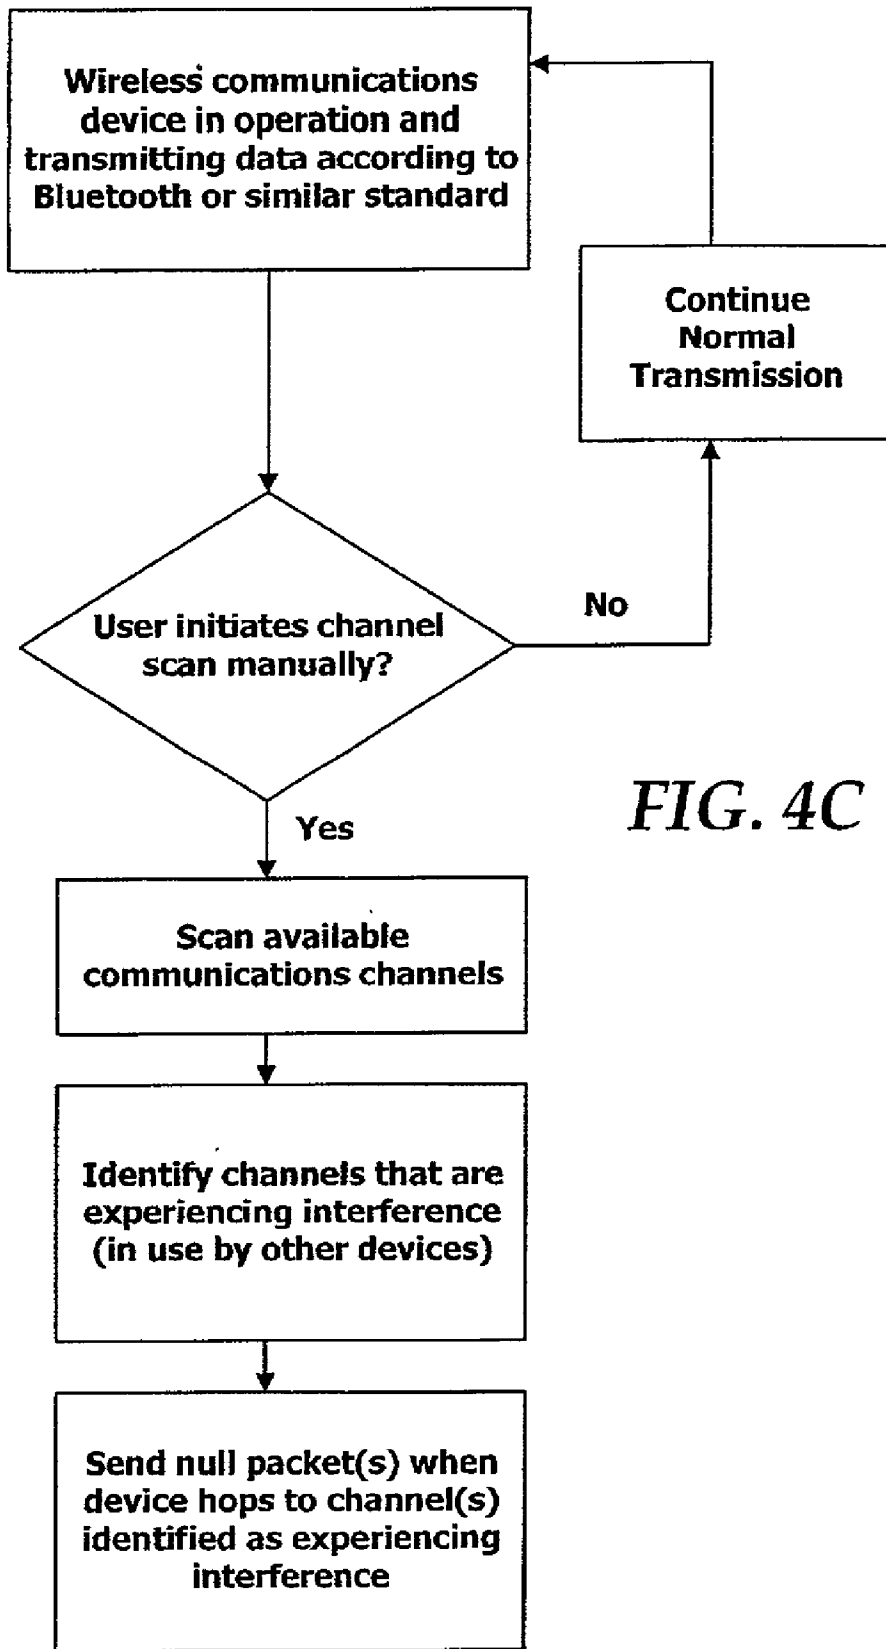 Wireless communications
device in operation and
transmitting data according to
Bluetooth or similar standard
Continue
Normal
Transmission
User initiates channel
scan manually?
No
Yes
FIG. 4C
Scan available
communications channels
Identify channels that are
experiencing interference
(in use by other devices)
Send null packet(s) when
device hops to channel(s)
identified as experiencing
interference